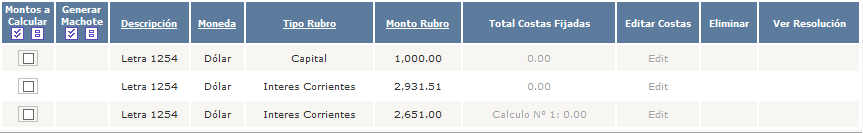 Montos a Calcular Generar Machote Descripción Moneda Tipo Rubro Monto Rubro Total Costas Fijadas Editar Costas Eliminar Ver Resolución
Letra 1254 Dólar Capital 1,000.00 0.00 Edit
Letra 1254 Dólar Interes Corrientes 2,931.51 0.00 Edit
Letra 1254 Dólar Interes Corrientes 2,651.00 Calculo N° 1: 0.00 Edit